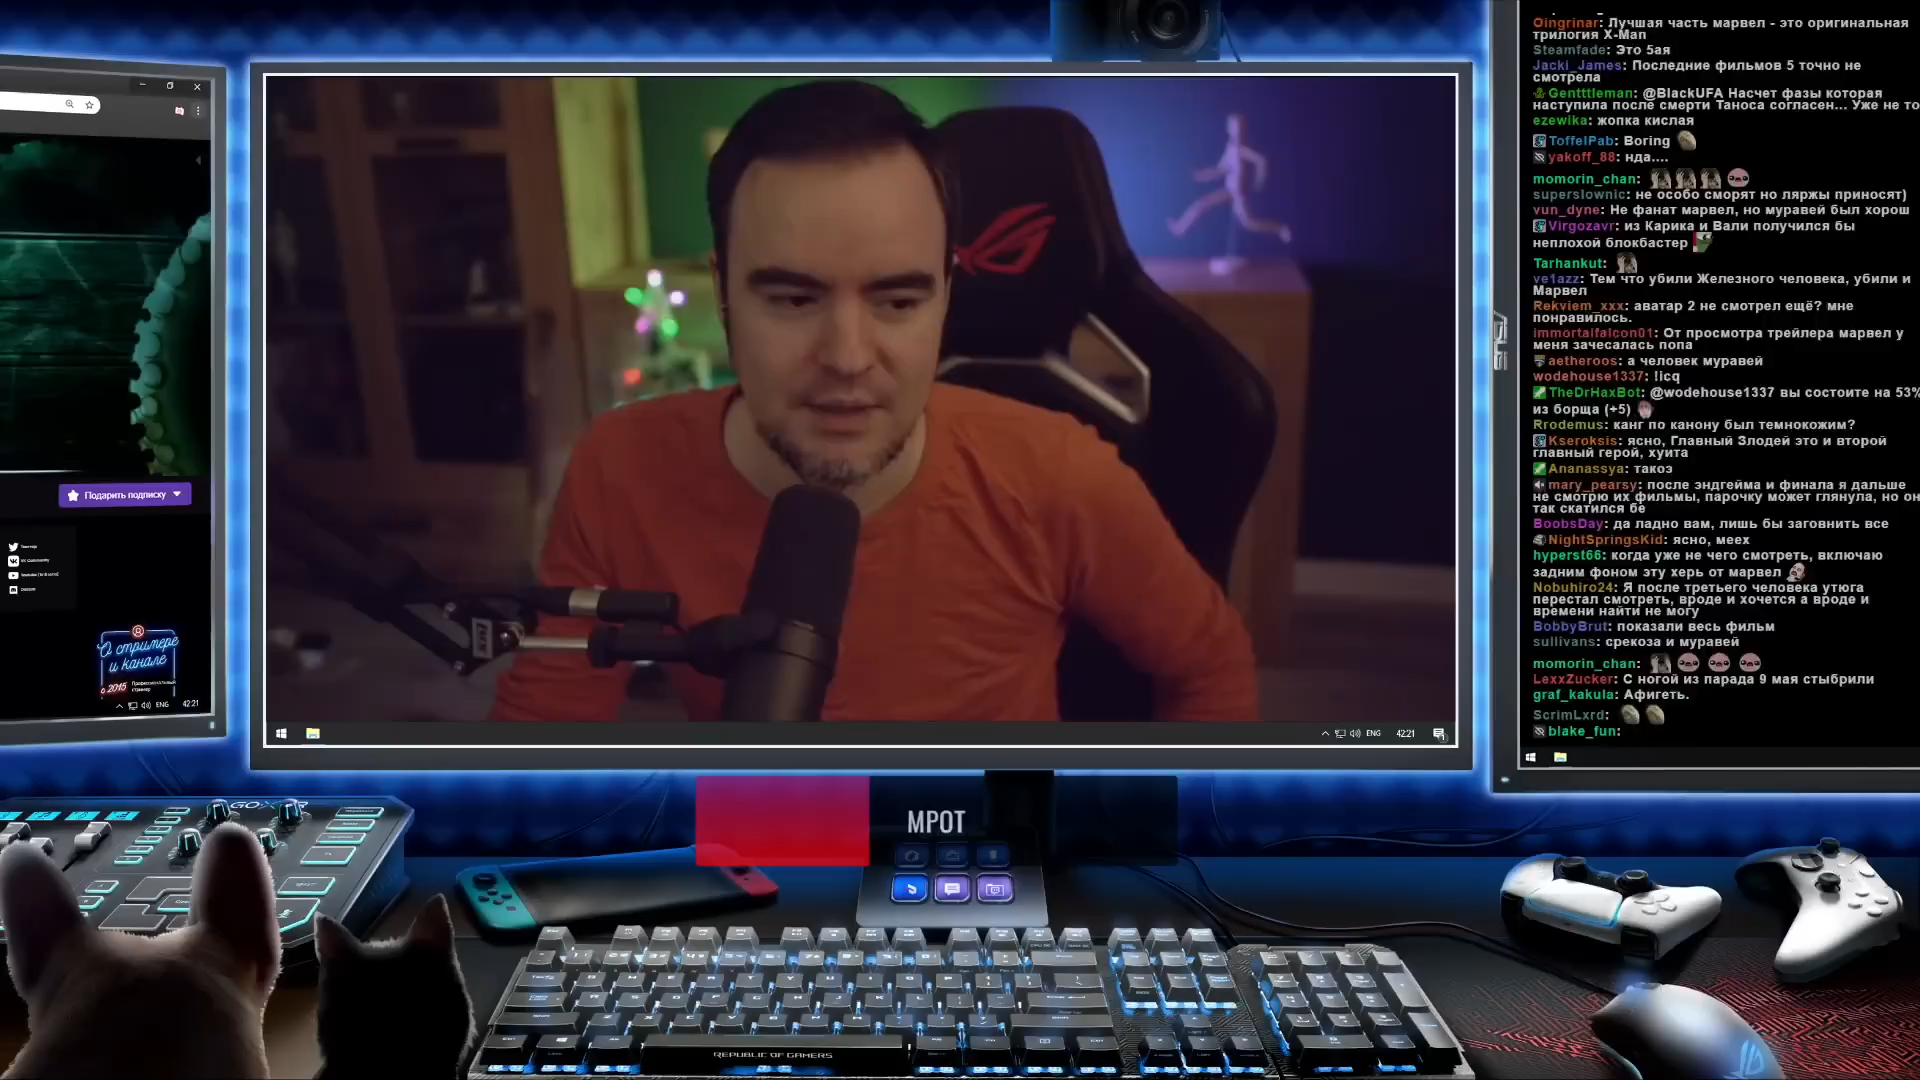 Oingrinar: Лучшая часть марвел - это оригинальная
трилогия X-Man
Steamfade: Это 5ая
Jacki_James: Последние фильмов 5 точно не
смотрела
Gentttleman: @BlackUFA Насчет фазы которая
наступила после смерти Таноса согласен... Уже не то
ezewika: жопка кислая
ToffelPab: Boring
yakoff_88: нда....
momorin_chan:
superslownic: не особо сморят но ляржы приносят)
vun_dyne: Не фанат марвел, но муравей был хорош
Virgozavr: из Карика и Вали получился бы
неплохой блокбастер
Tarhankut:
ve1azz: Тем что убили Железного человека, убили и
Марвел
Rekviem_xxx: аватар 2 не смотрел ещё? мне
понравилось.
immortalfalcon01: От просмотра трейлера марвел у
меня зачесалась попа
aetheroos: а человек муравей
wodehouse1337: !icq
TheDrHaxBot: @wodehouse1337 вы состоите на 53%
из борща (+5)
Rrodemus: канг по канону был темнокожим?
Kseroksis: ясно, Главный Злодей это и второй
главный герой, хуита
Ananassya: такоэ
mary_pearsy: после эндгейма и финала я дальше
не смотрю их фильмы, парочку может глянула, но он
так скатился бе
BoobsDay: да ладно вам, лишь бы заговнить все
NightSpringsKid: ясно, меех
hyperst66: когда уже не чего смотреть, включаю
задним фоном эту херь от марвел
Nobuhiro24: Я после третьего человека утюга
перестал смотреть, вроде и хочется а вроде и
времени найти не могу
BobbyBrut: показали весь фильм
sullivans: срекоза и муравей
momorin_chan:
LexxZucker: С ногой из парада 9 мая стыбрили
graf_kakula: Афигеть.
ScrimLxrd:
blake_fun:
Подарить подписку
О стримере
и канале
с 2015
Профессиональный
стример
ENG 42:21
ENG 42:21
МРОТ
REPUBLIC OF GAMERS